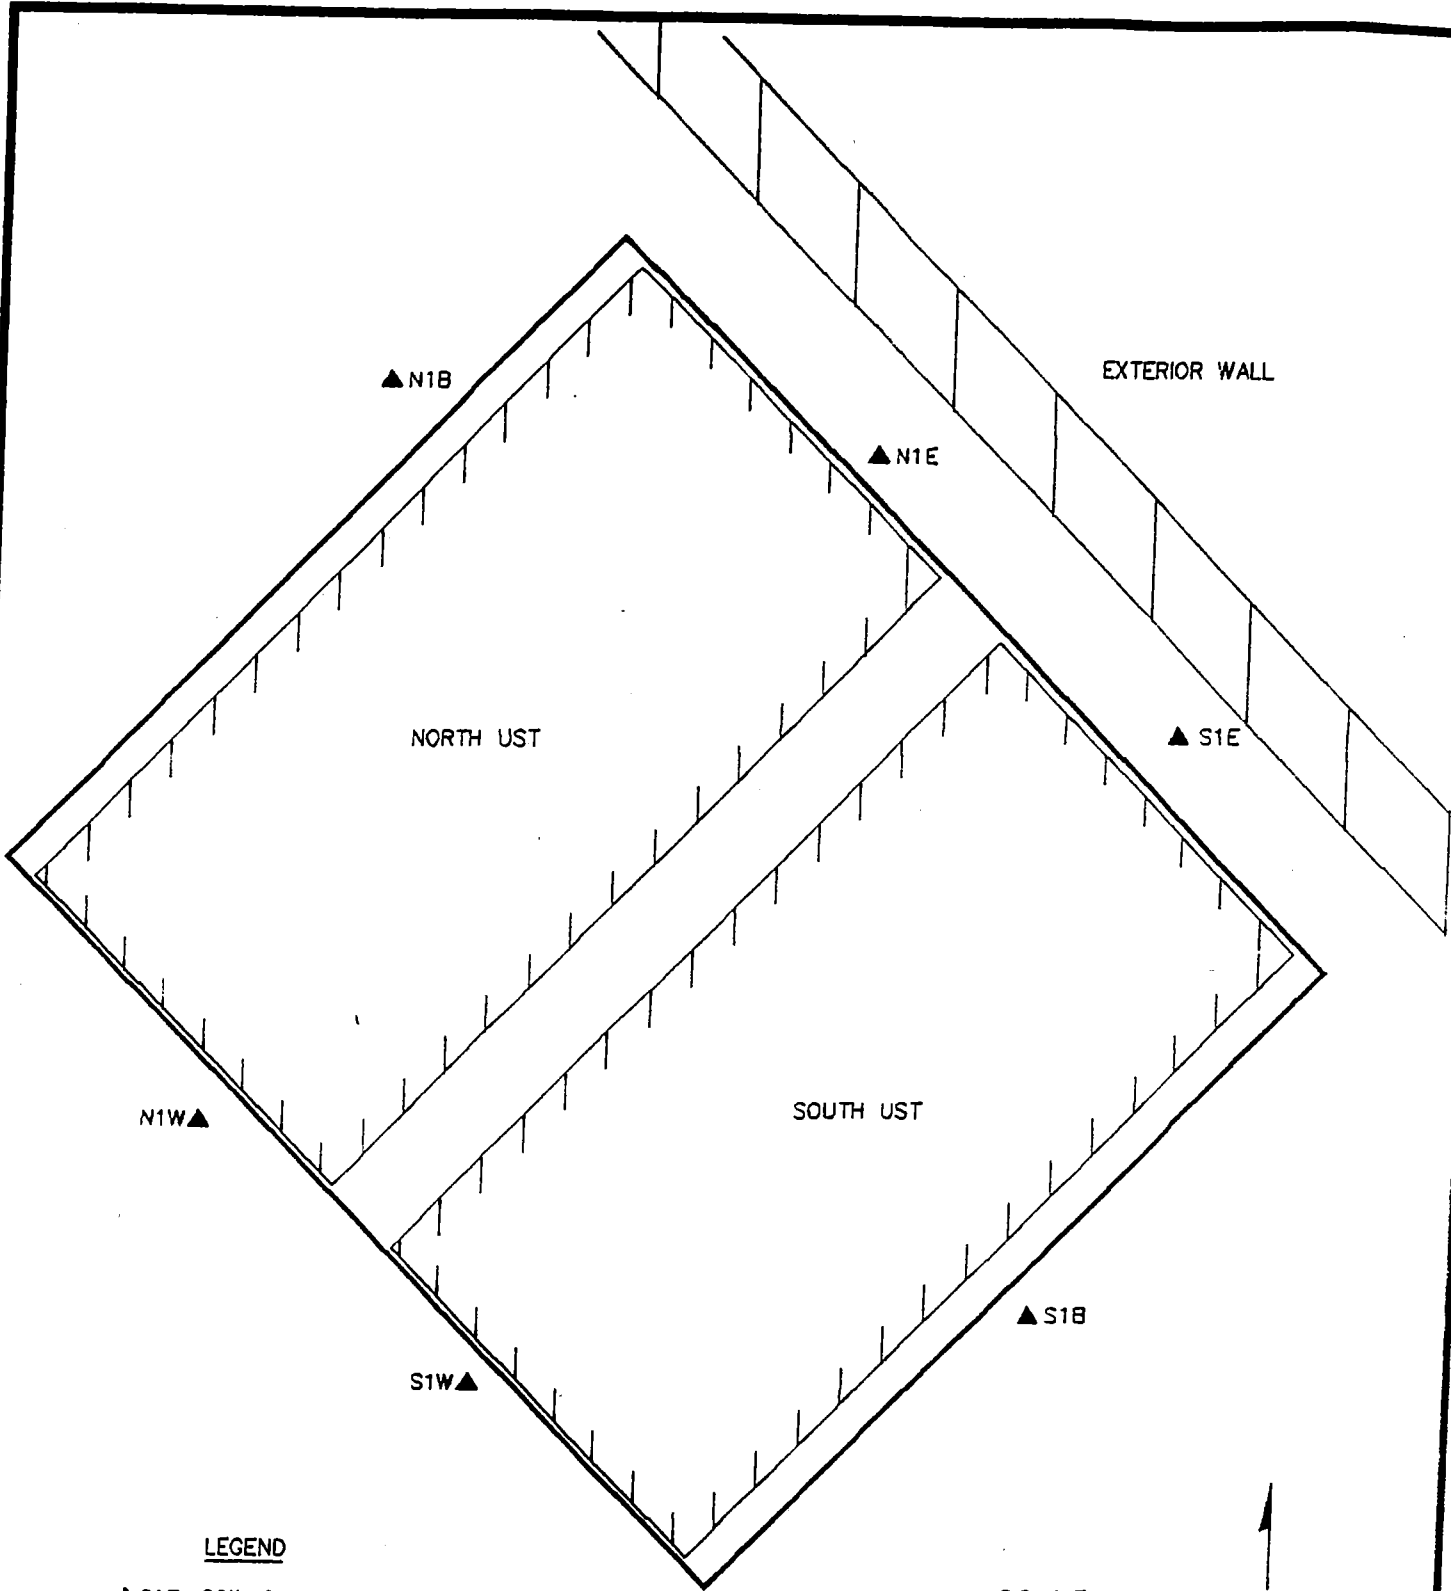 N1B
EXTERIOR WALL
N1E
NORTH UST
S1E
N1W
SOUTH UST
S1B
S1W
LEGEND